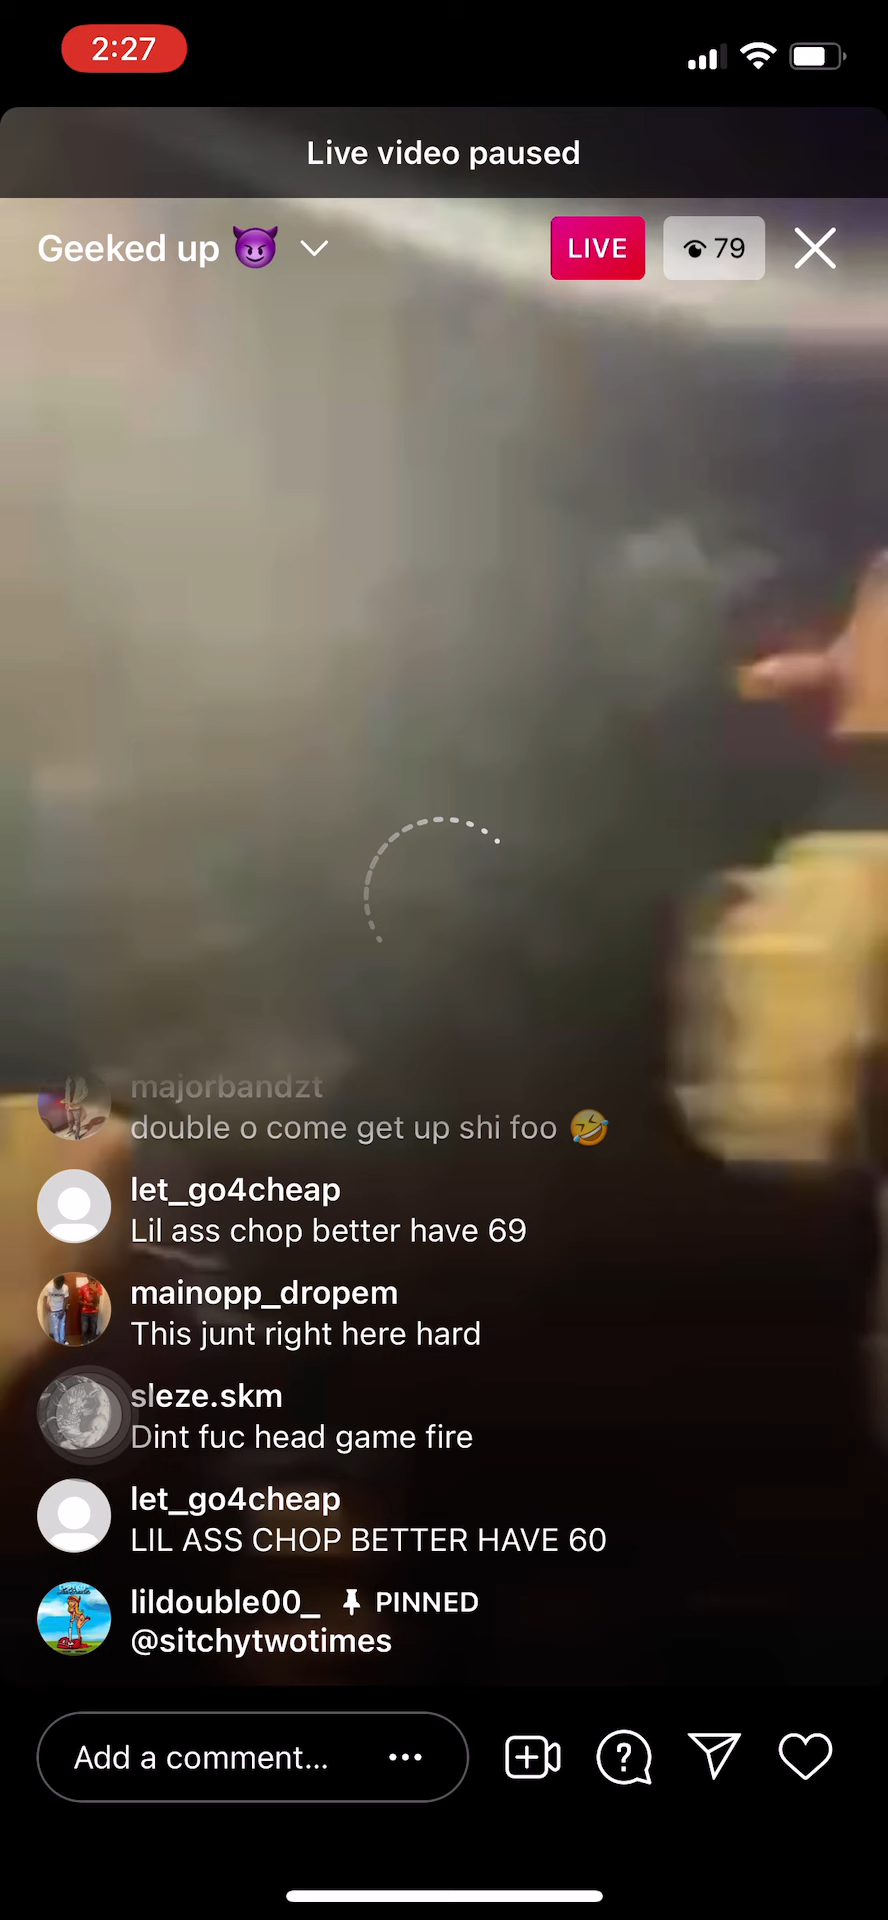 2:27
Live video paused
Geeked up 😈
LIVE
79
majorbandzt
double o come get up shi foo 🤣
let_go4cheap
Lil ass chop better have 69
mainopp_dropem
This junt right here hard
sleze.skm
Dint fuc head game fire
let_go4cheap
LIL ASS CHOP BETTER HAVE 60
lildouble00_ PINNED
@sitchytwotimes
Add a comment...